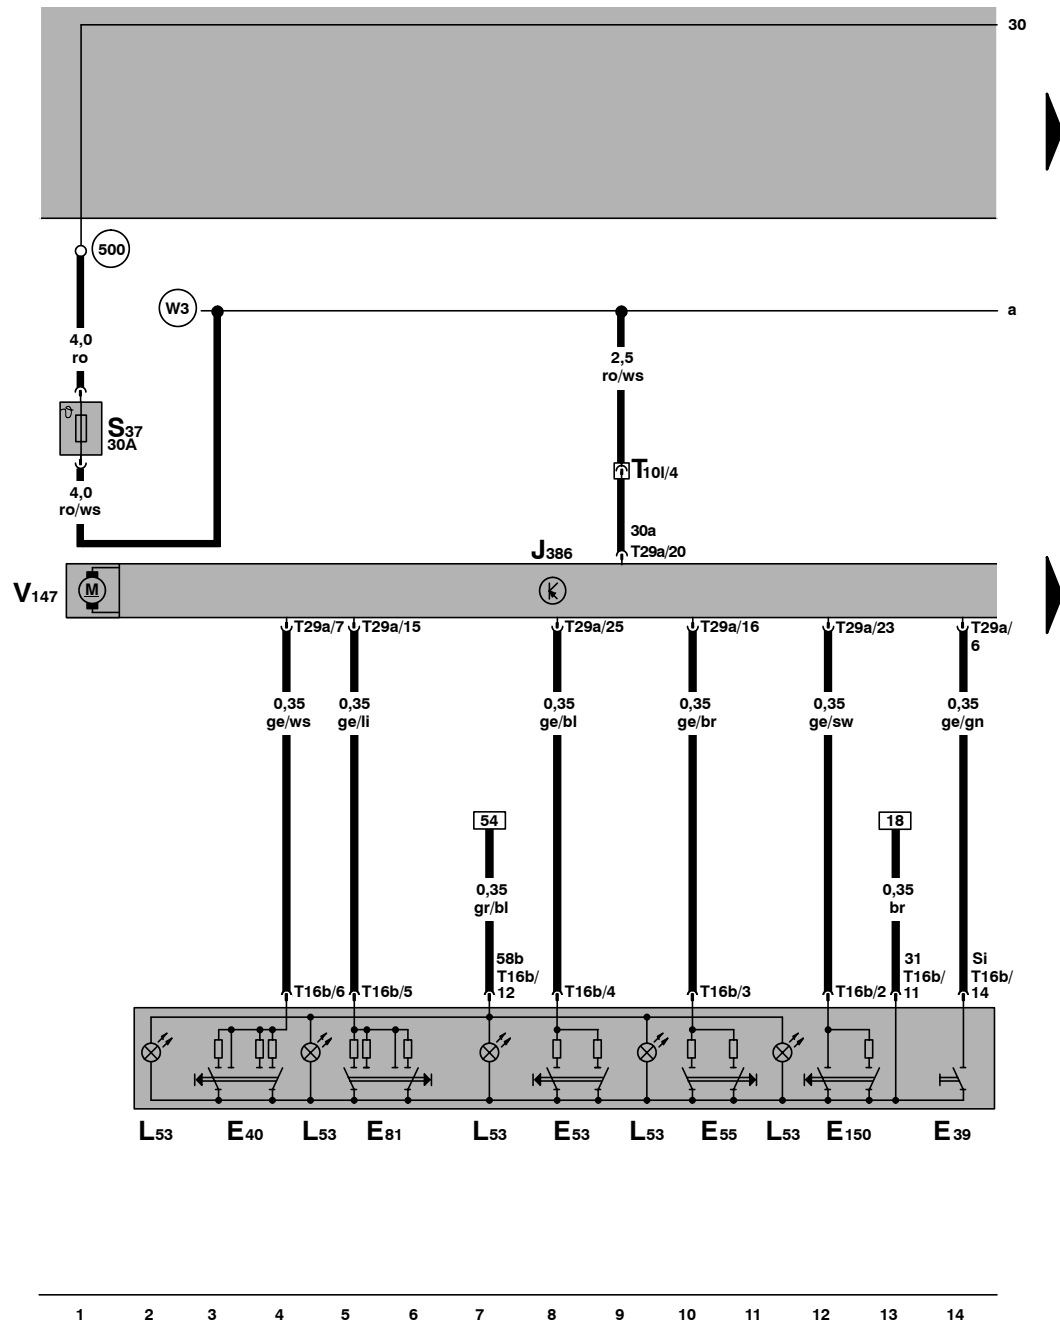 30
500
W3
a
4,0
ro
2,5
ro/ws
S37
30A
T10l/4
4,0
ro/ws
30a
J386
T29a/20
V147
M
T29a/7
T29a/15
T29a/25
T29a/16
T29a/23
T29a/
6
0,35
ge/ws
0,35
ge/li
0,35
ge/bl
0,35
ge/br
0,35
ge/sw
0,35
ge/gn
54
18
0,35
gr/bl
0,35
br
58b
T16b/
12
31
T16b/
11
Si
T16b/
14
T16b/6
T16b/5
T16b/4
T16b/3
T16b/2
L53
E40
L53
E81
L53
E53
L53
E55
L53
E150
E39
1 2 3 4 5 6 7 8 9 10 11 12 13 14